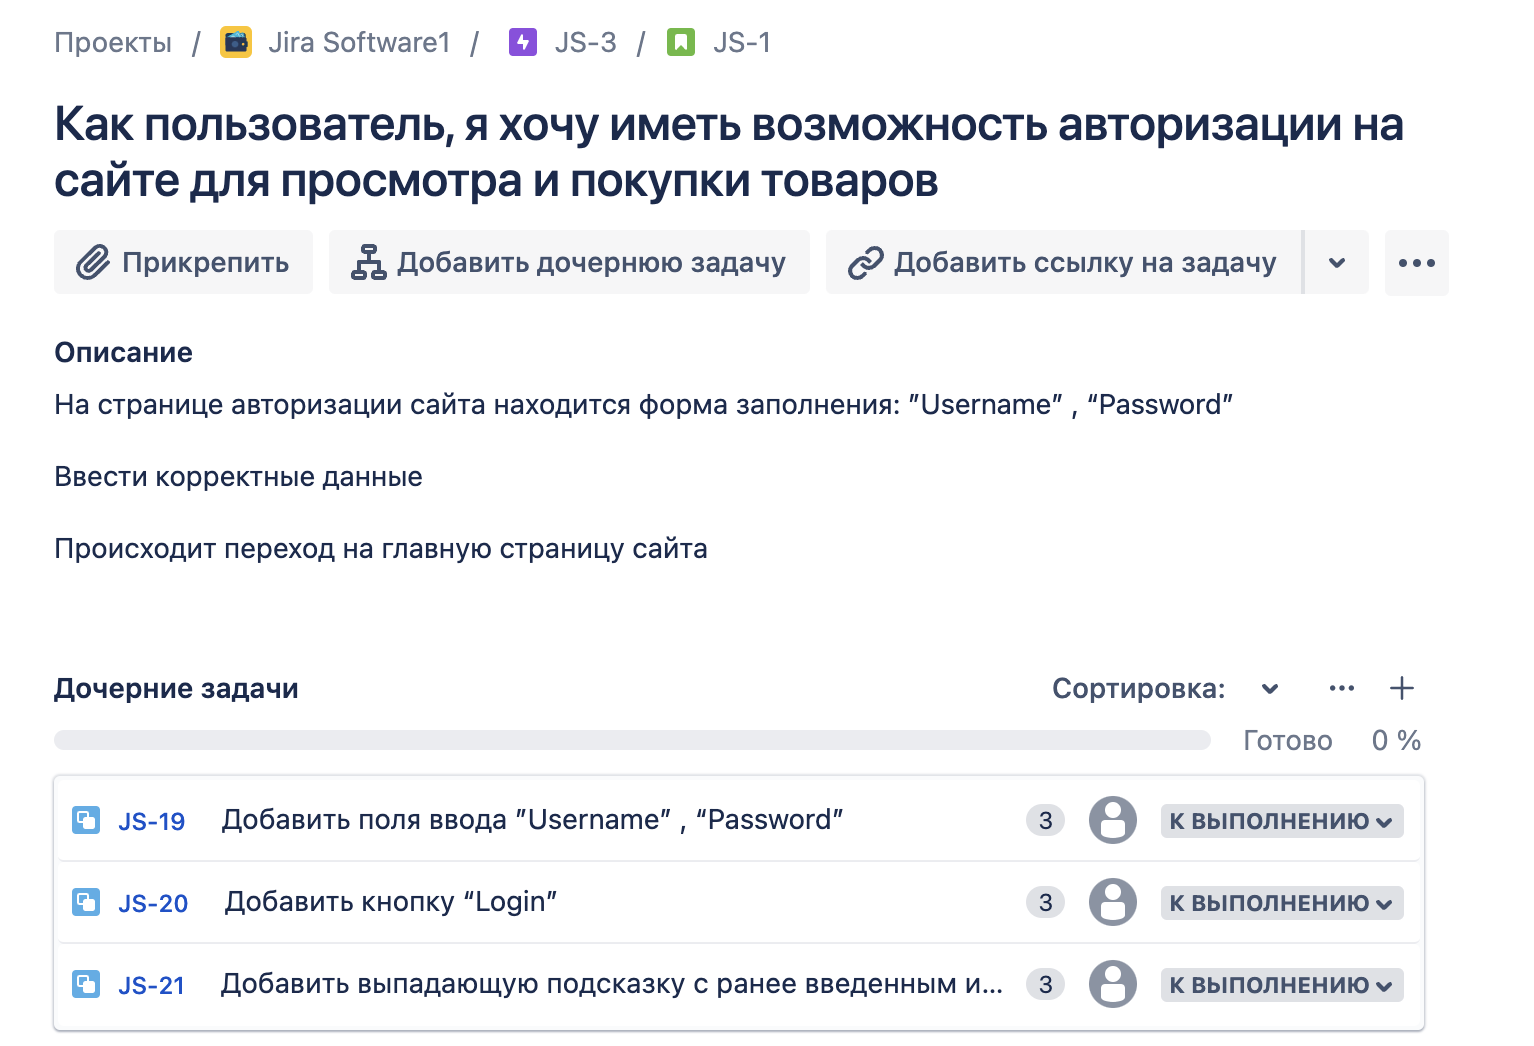 Проекты / Jira Software1 / JS-3 / JS-1
Как пользователь, я хочу иметь возможность авторизации на
сайте для просмотра и покупки товаров
Прикрепить Добавить дочернюю задачу Добавить ссылку на задачу
Описание
На странице авторизации сайта находится форма заполнения: ”Username” , “Password”
Ввести корректные данные
Происходит переход на главную страницу сайта
Дочерние задачи Сортировка:
Готово 0 %
JS-19 Добавить поля ввода ”Username” , “Password” 3 К ВЫПОЛНЕНИЮ
JS-20 Добавить кнопку “Login” 3 К ВЫПОЛНЕНИЮ
JS-21 Добавить выпадающую подсказку с ранее введенным и... 3 К ВЫПОЛНЕНИЮ